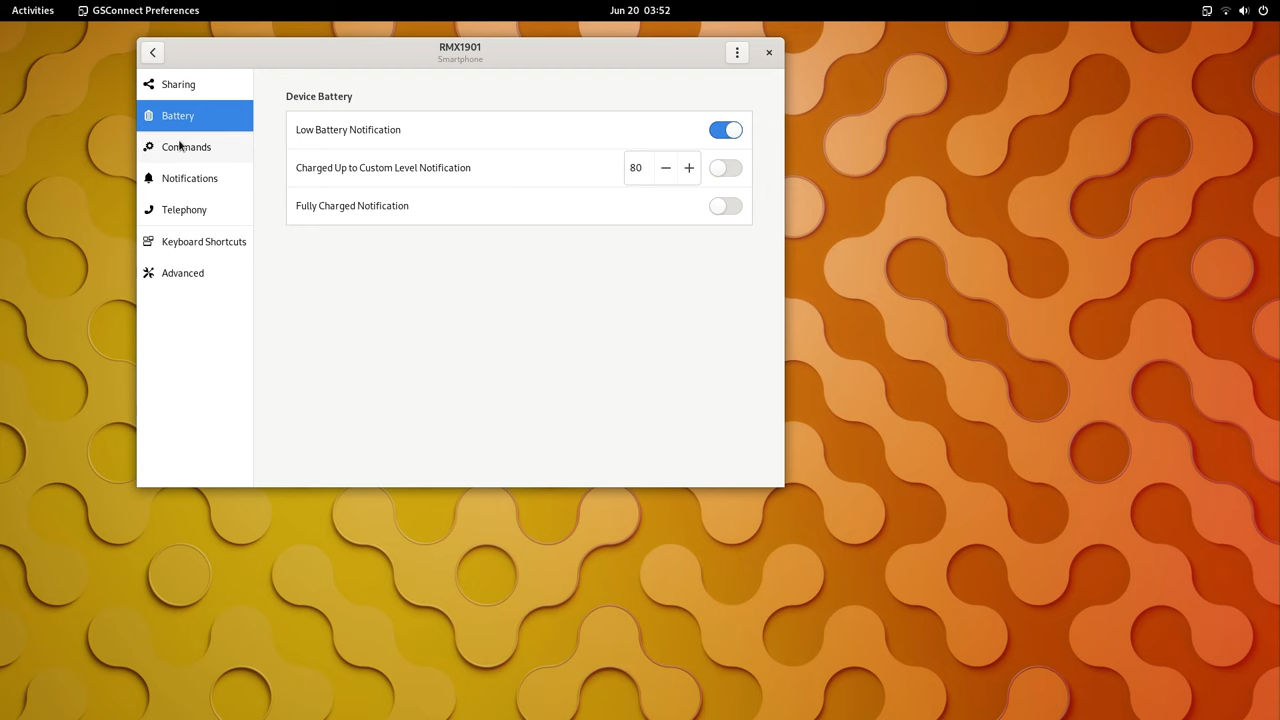 Activities
GSConnect Preferences
Jun 20 03:52
RMX1901
Smartphone
Sharing
Battery
Commands
Notifications
Telephony
Keyboard Shortcuts
Advanced
Device Battery
Low Battery Notification
Charged Up to Custom Level Notification
80
Fully Charged Notification